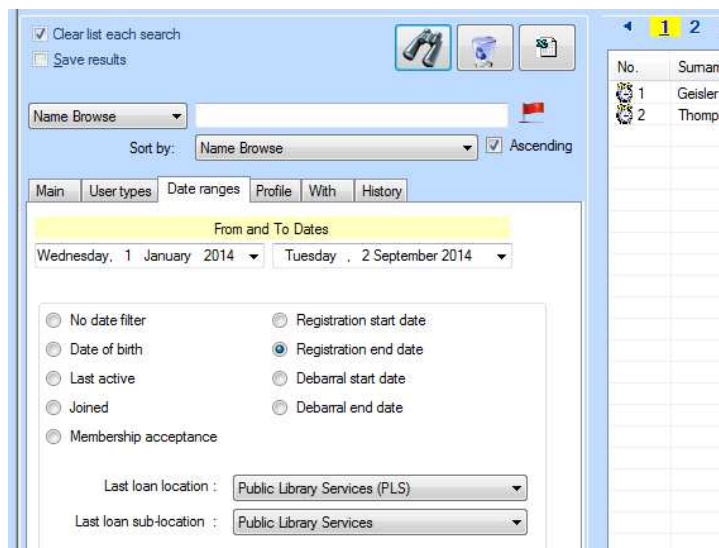 Clear list each search
Save results
1 2
No. Surnam
1 Geisler
2 Thomp
Name Browse
Sort by: Name Browse Ascending
Main User types Date ranges Profile With History
From and To Dates
Wednesday, 1 January 2014 Tuesday , 2 September 2014
No date filter Registration start date
Date of birth Registration end date
Last active Debarral start date
Joined Debarral end date
Membership acceptance
Last loan location : Public Library Services (PLS)
Last loan sub-location : Public Library Services